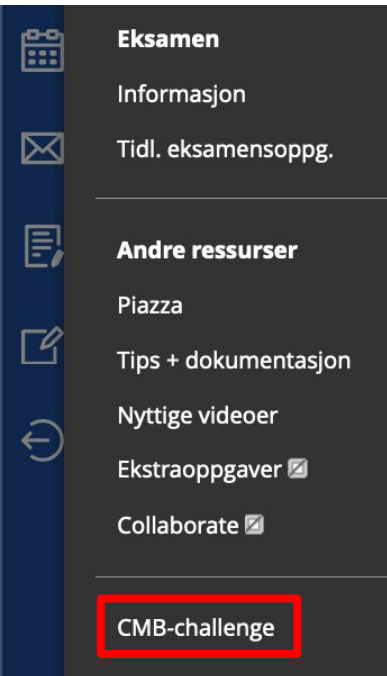 Eksamen
Informasjon
Tidl. eksamensoppg.
Andre ressurser
Piazza
Tips + dokumentasjon
Nyttige videoer
Ekstraoppgaver
Collaborate
CMB-challenge